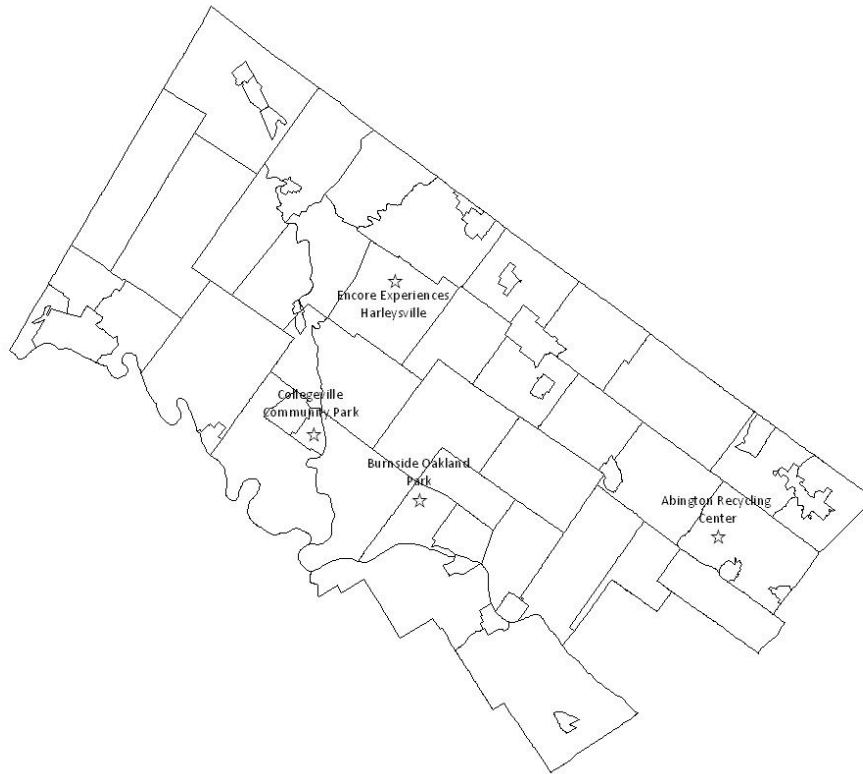 Encore Experiences
Harleysville
Collegeville
Community Park
Burnside Oakland
Park
Abington Recycling
Center